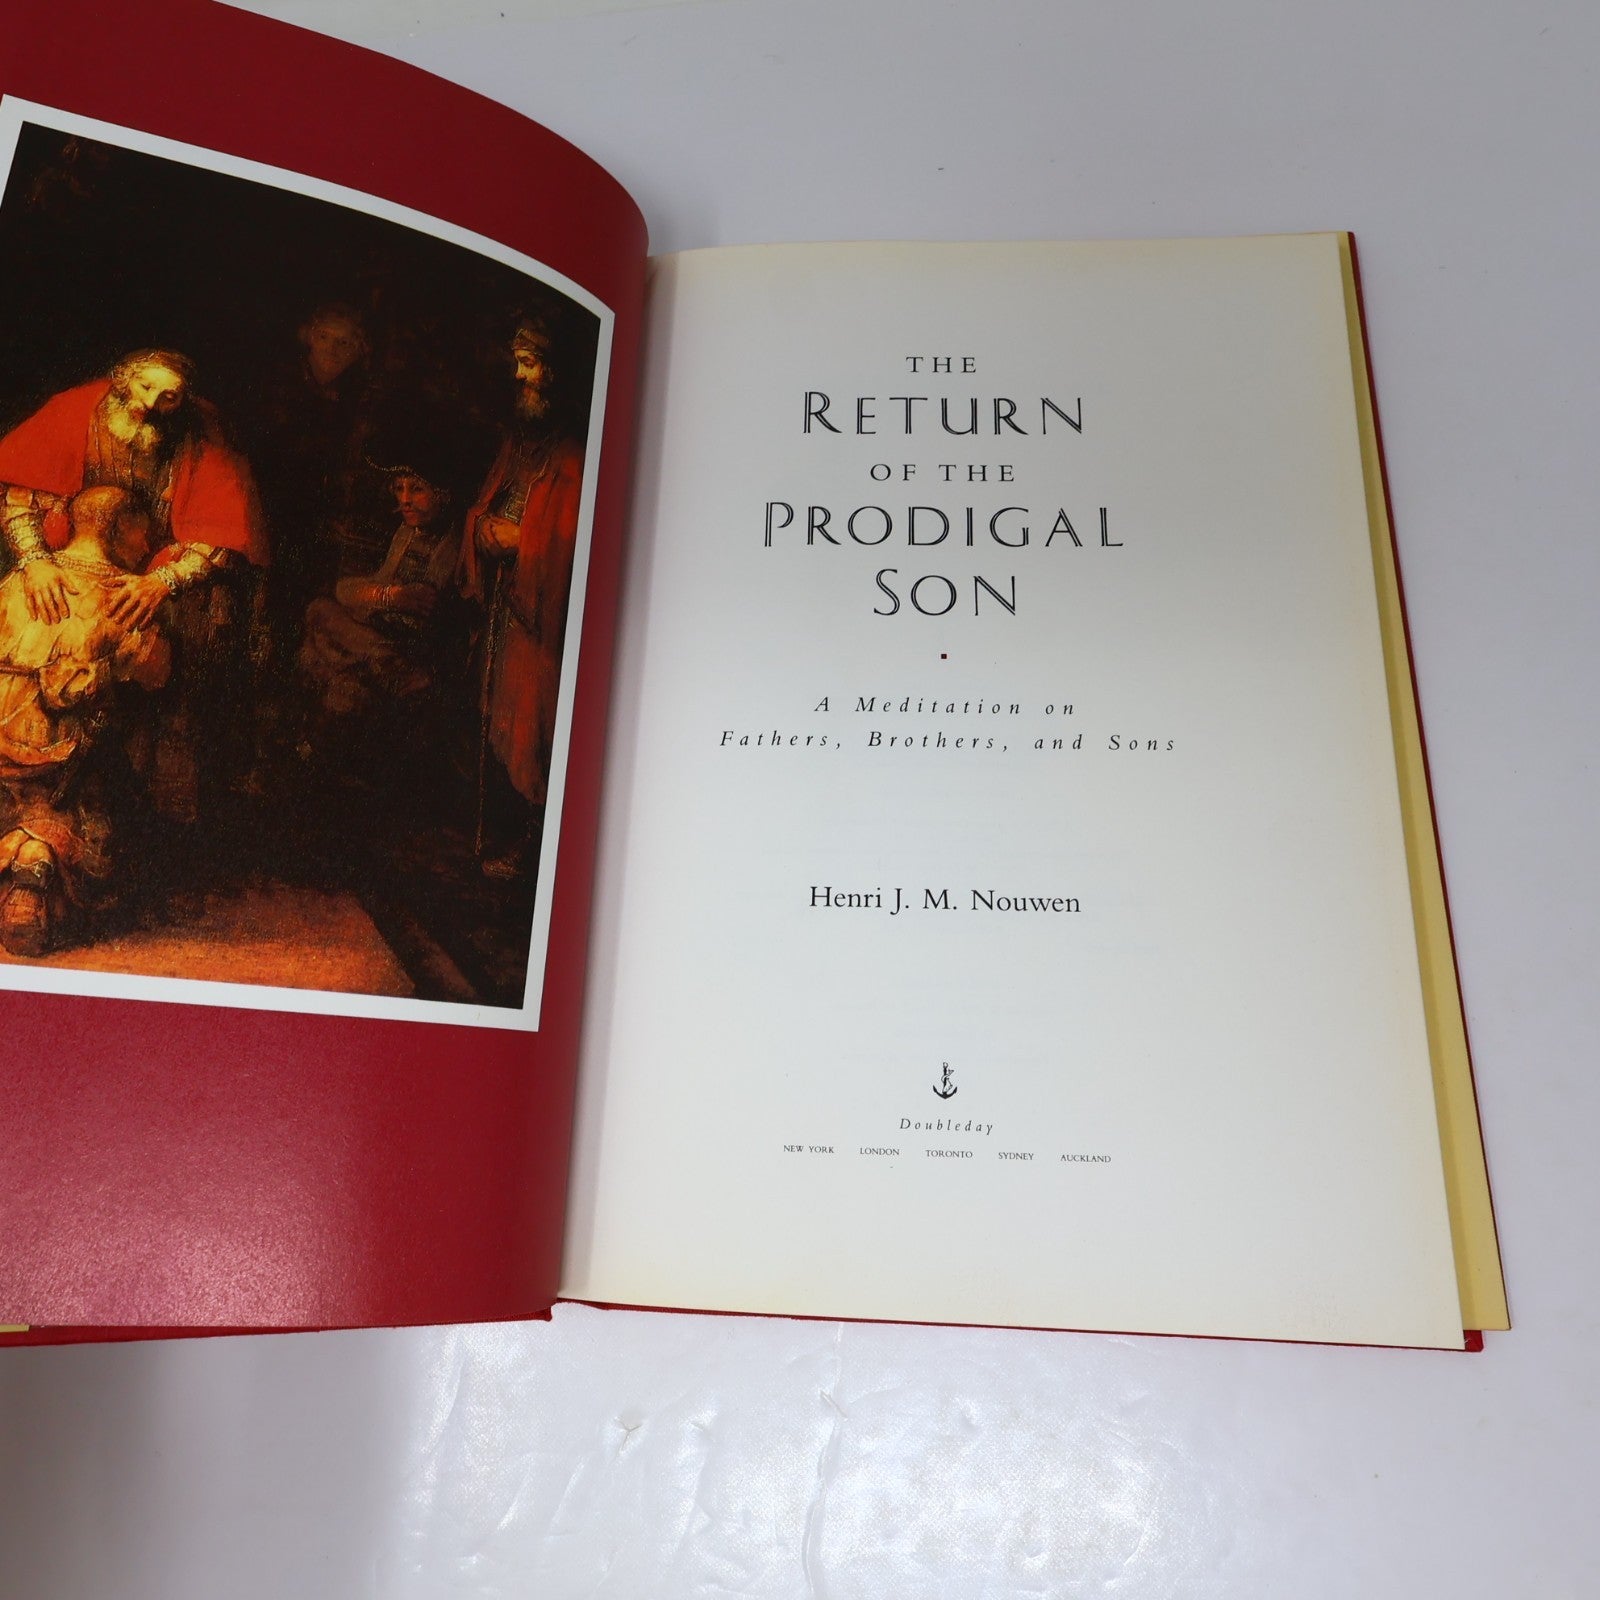 THE
RETURN
OF THE
PRODIGAL
SON
A Meditation on
Fathers, Brothers, and Sons
Henri J. M. Nouwen
Doubleday
NEW YORK LONDON TORONTO SYDNEY AUCKLAND